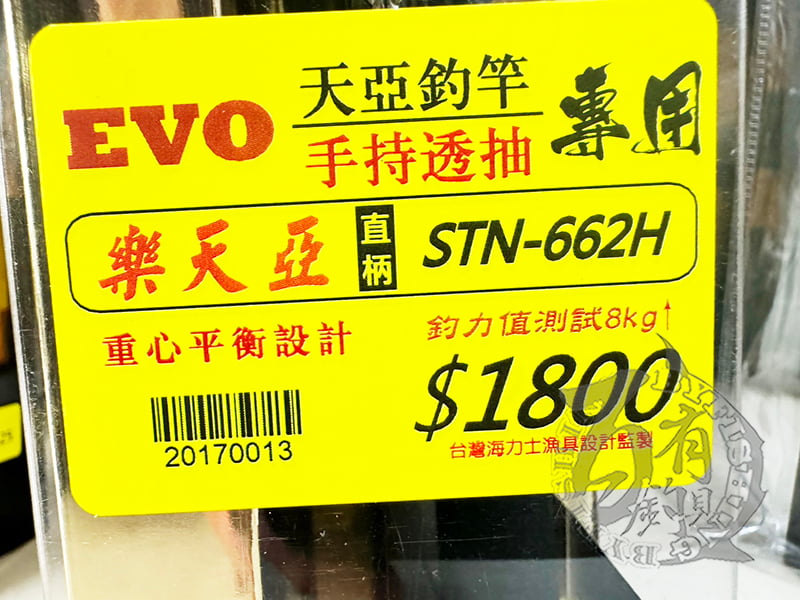 EVO 天亞釣竿 專用
手持透抽
樂天亞 直柄 STN-662H
重心平衡設計
釣力值測試8kg↑
$1800
20170013
台灣海力士漁具設計監製